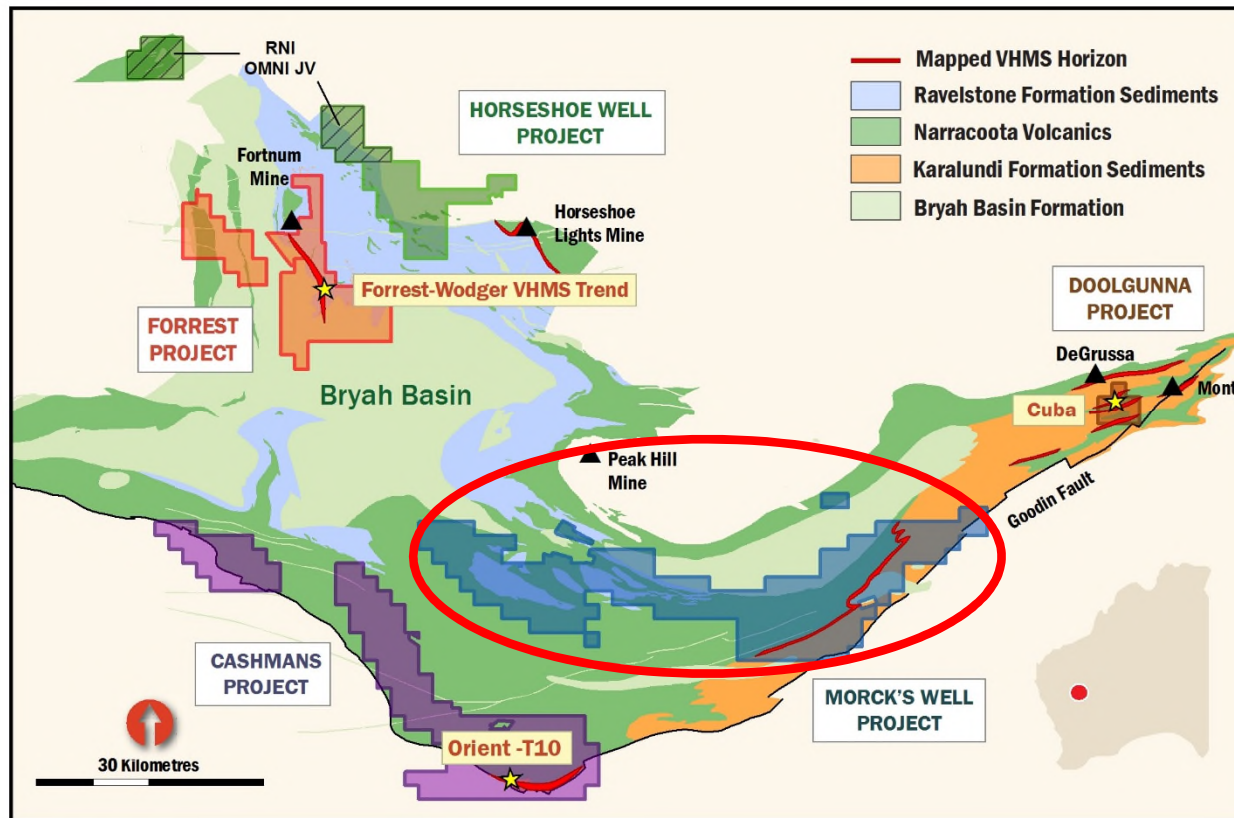 RNI
OMNI JV
HORSESHOE WELL
PROJECT
Fortnum
Mine
Horseshoe
Lights Mine
Forrest-Wodger VHMS Trend
FORREST
PROJECT
Bryah Basin
Mapped VHMS Horizon
Ravelstone Formation Sediments
Narracoota Volcanics
Karalundi Formation Sediments
Bryah Basin Formation
DOOLGUNNA
PROJECT
DeGrussa
Mont
Cuba
Peak Hill
Mine
Goodin Fault
CASHMANS
PROJECT
MORCK'S WELL
PROJECT
Orient -T10
30 Kilometres